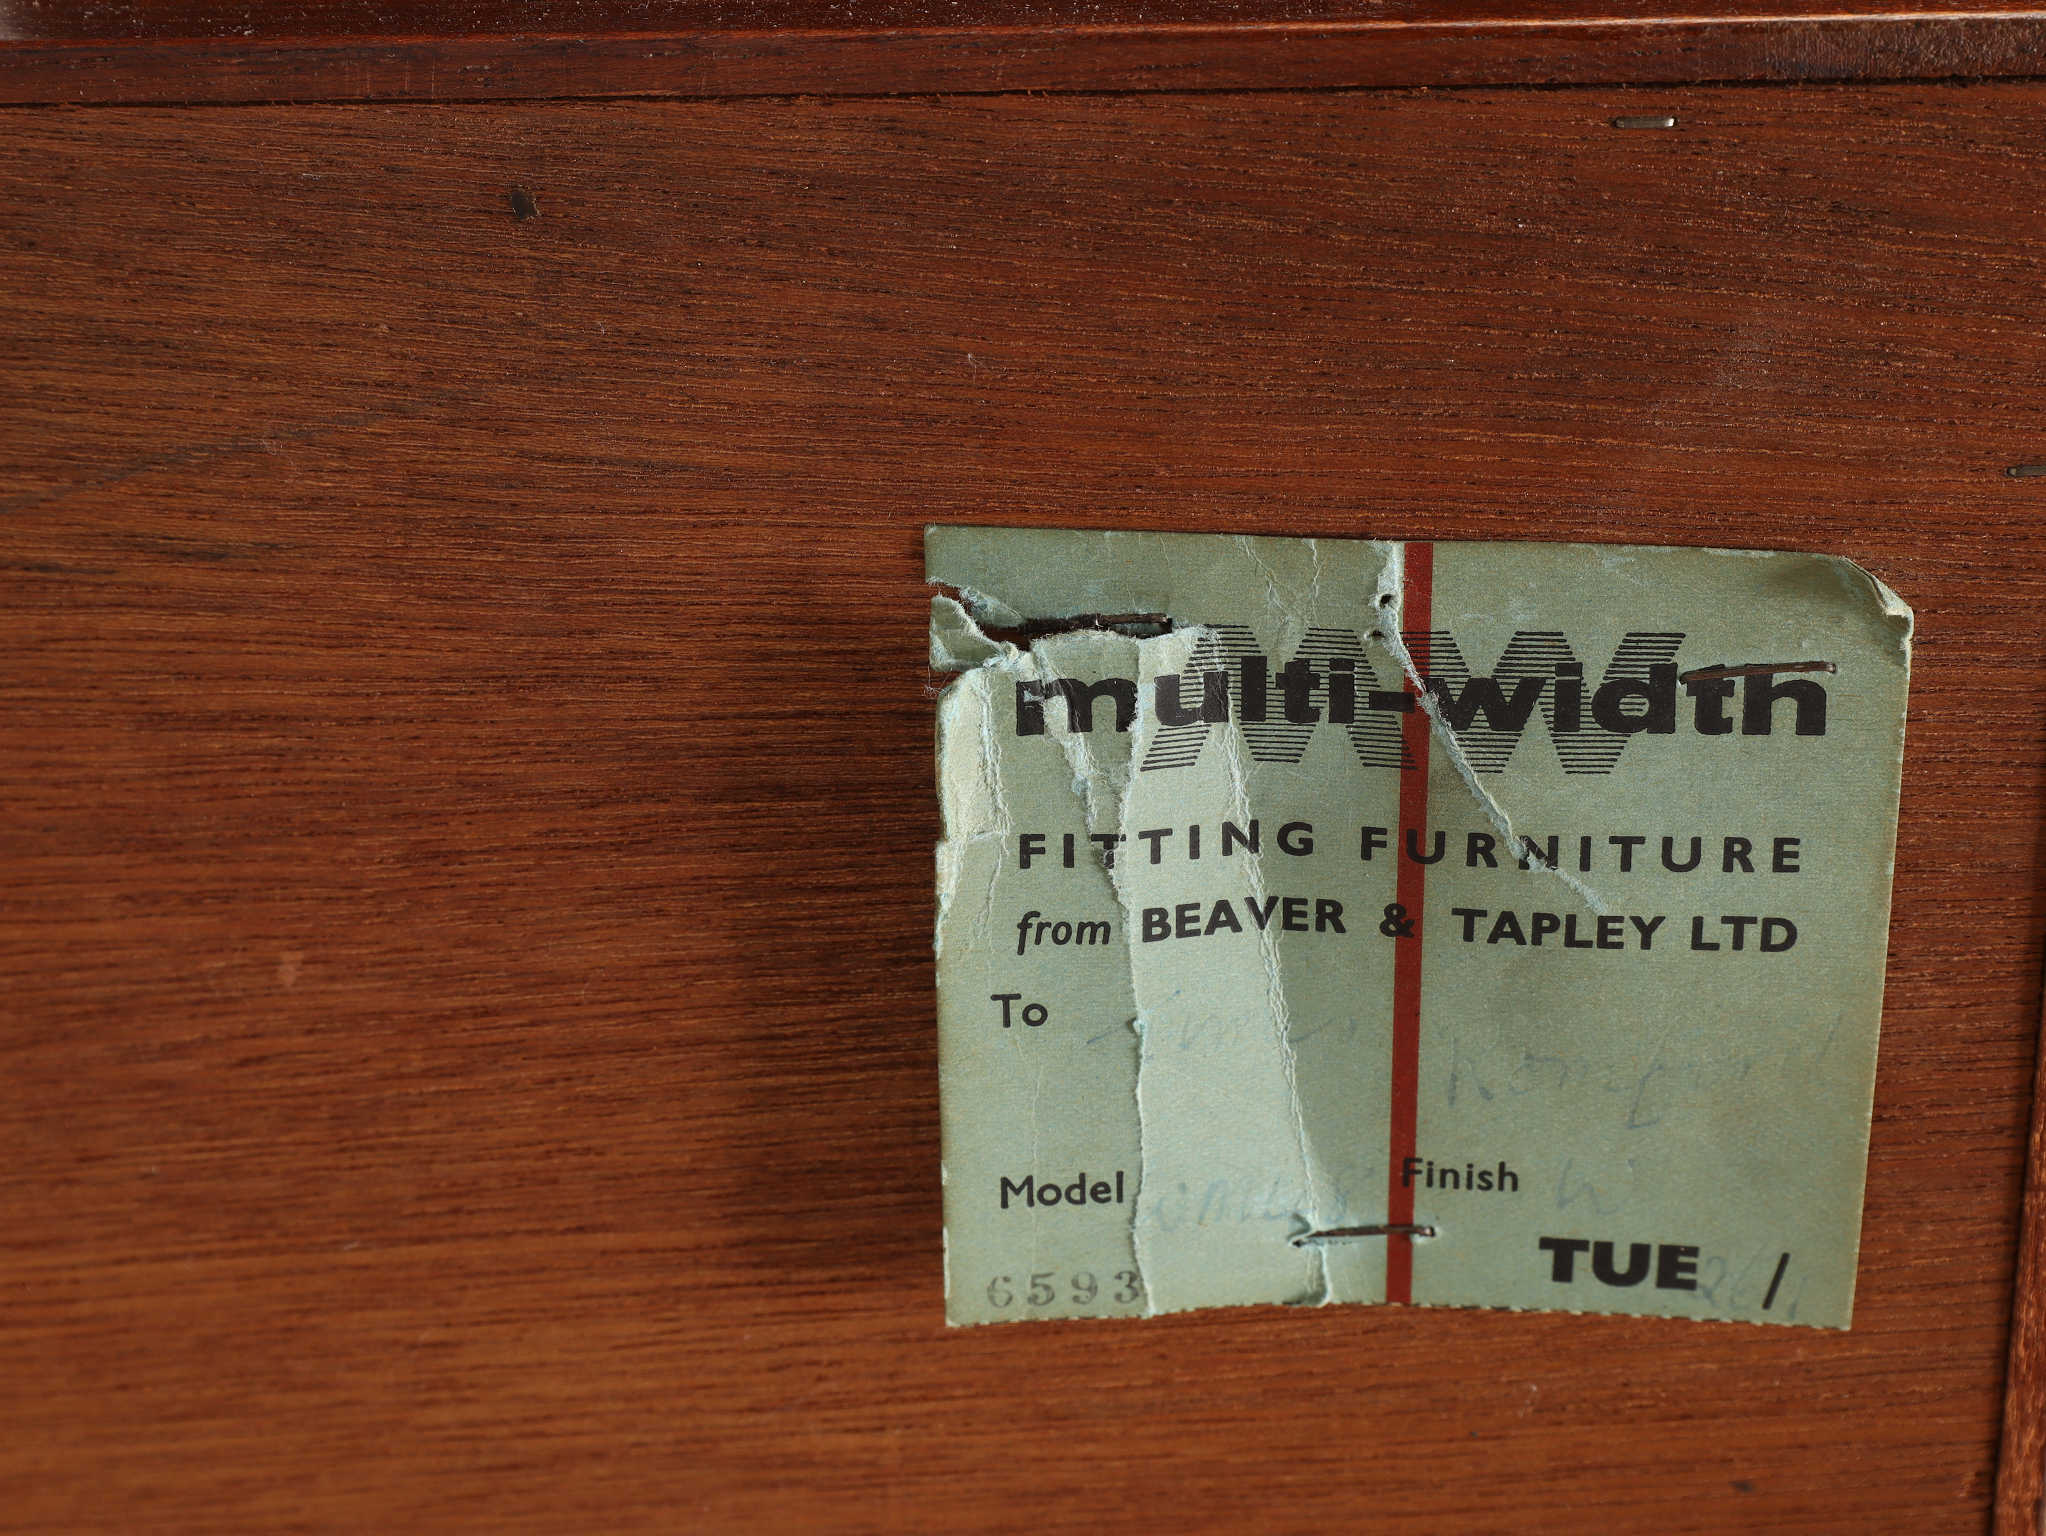 multi-width
FITTING FURNITURE
from BEAVER & TAPLEY LTD
To
Model Finish
TUE /
6593